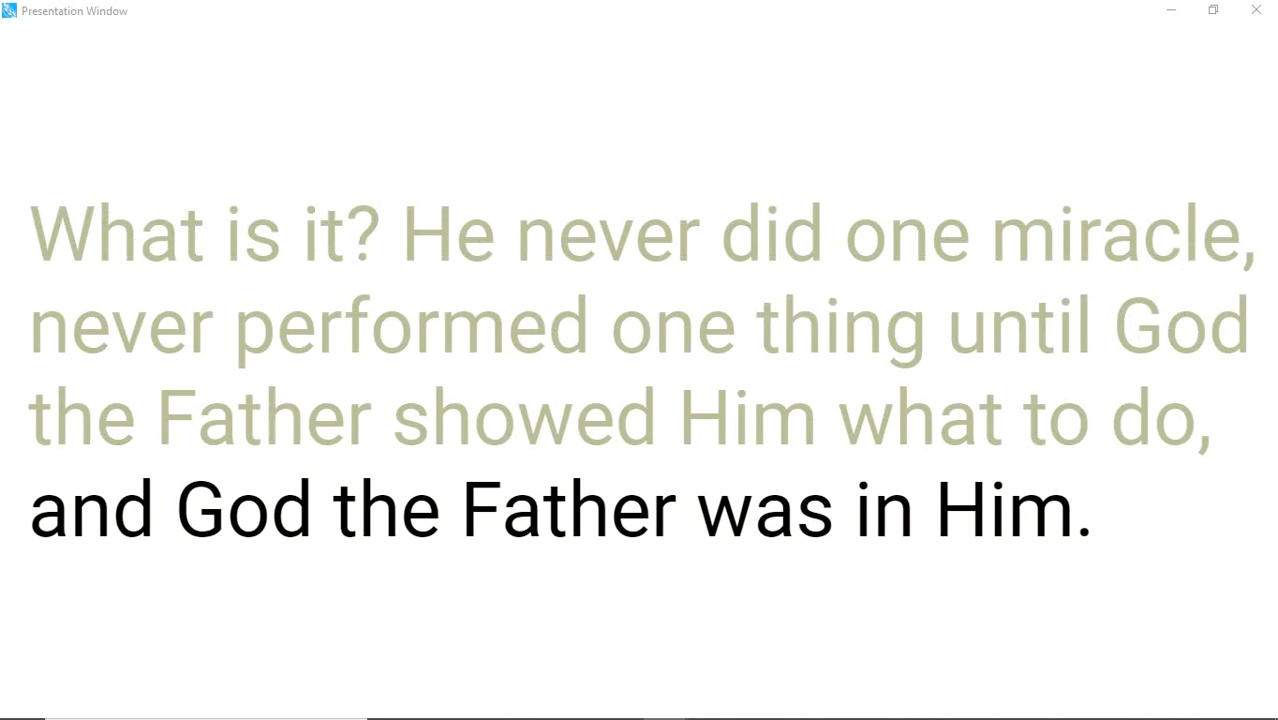 Presentation Window
What is it? He never did one miracle,
never performed one thing until God
the Father showed Him what to do,
and God the Father was in Him.